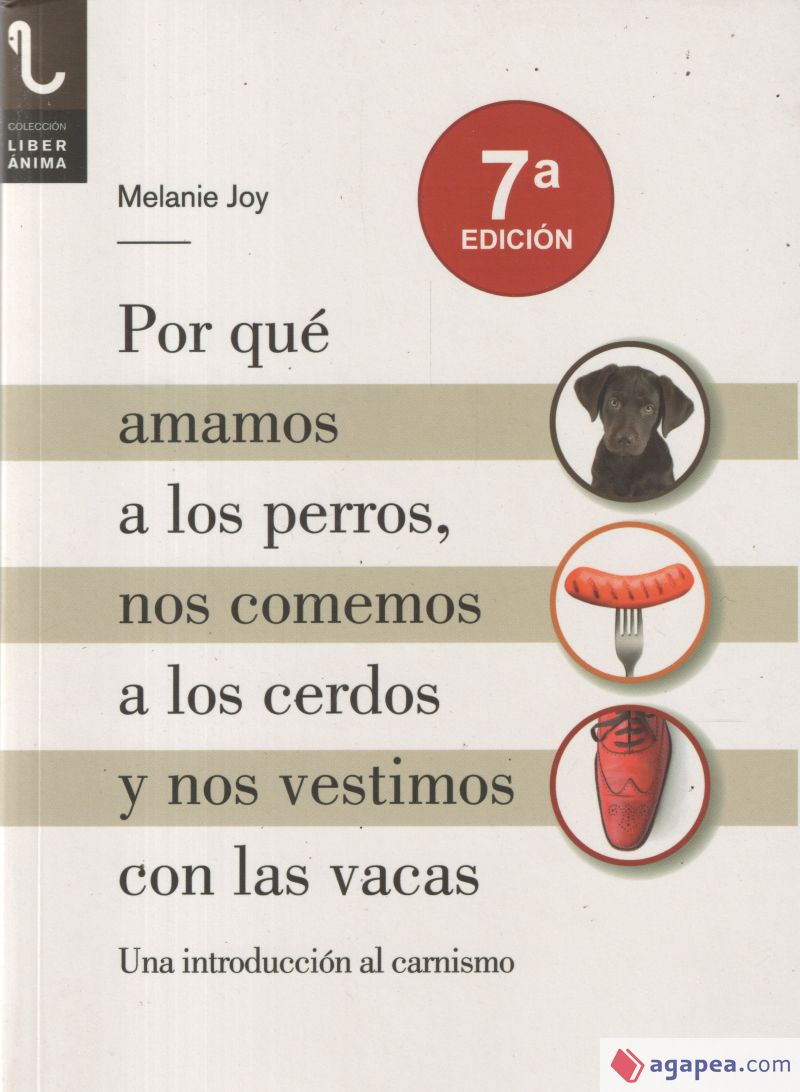 COLECCIÓN
LIBER
ÁNIMA
Melanie Joy
7ª
EDICIÓN
Por qué
amamos
a los perros,
nos comemos
a los cerdos
y nos vestimos
con las vacas
Una introducción al carnismo
agapea.com